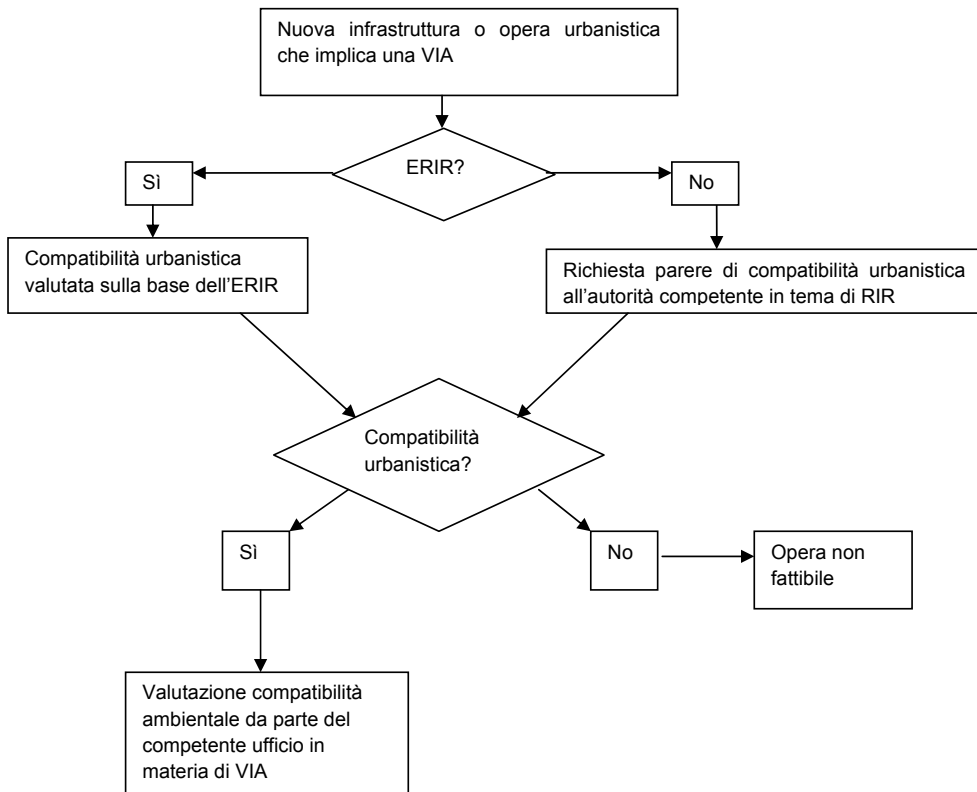 Nuova infrastruttura o opera urbanistica
che implica una VIA
ERIR?
Sì
No
Compatibilità urbanistica
valutata sulla base dell’ERIR
Richiesta parere di compatibilità urbanistica
all’autorità competente in tema di RIR
Compatibilità
urbanistica?
Sì
No
Opera non
fattibile
Valutazione compatibilità
ambientale da parte del
competente ufficio in
materia di VIA